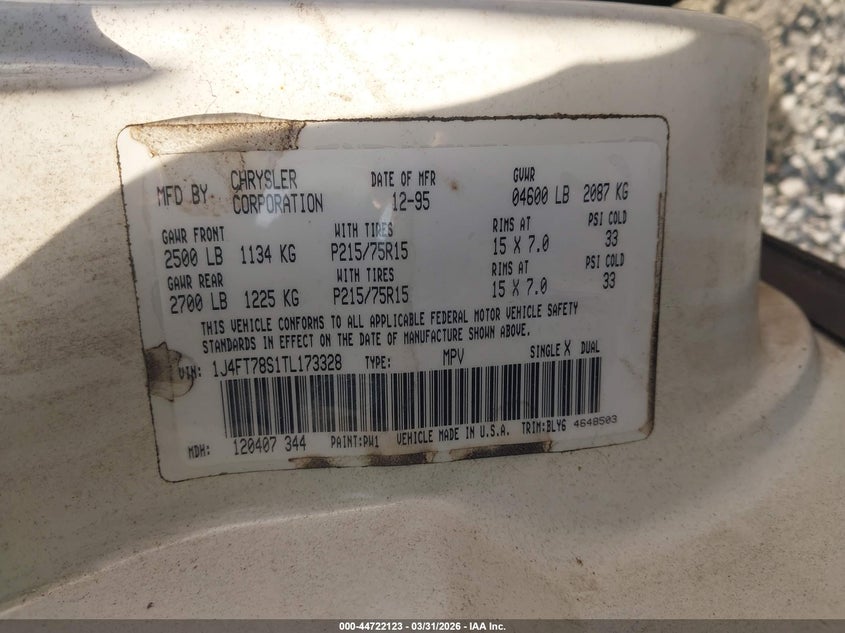 MFD BY CHRYSLER CORPORATION DATE OF MFR 12-95 GVWR 04600 LB 2087 KG
GAWR FRONT WITH TIRES RIMS AT PSI COLD
2500 LB 1134 KG P215/75R15 15 X 7.0 33
GAWR REAR WITH TIRES RIMS AT PSI COLD
2700 LB 1225 KG P215/75R15 15 X 7.0 33
THIS VEHICLE CONFORMS TO ALL APPLICABLE FEDERAL MOTOR VEHICLE SAFETY
STANDARDS IN EFFECT ON THE DATE OF MANUFACTURE SHOWN ABOVE.
VIN: 1J4FT78S1TL173328 TYPE: MPV SINGLE X DUAL
MDH: 120407 344 PAINT:PW1 VEHICLE MADE IN U.S.A. TRIM:BLY6 4648503
000-44722123 - 03/31/2026 - IAA Inc.